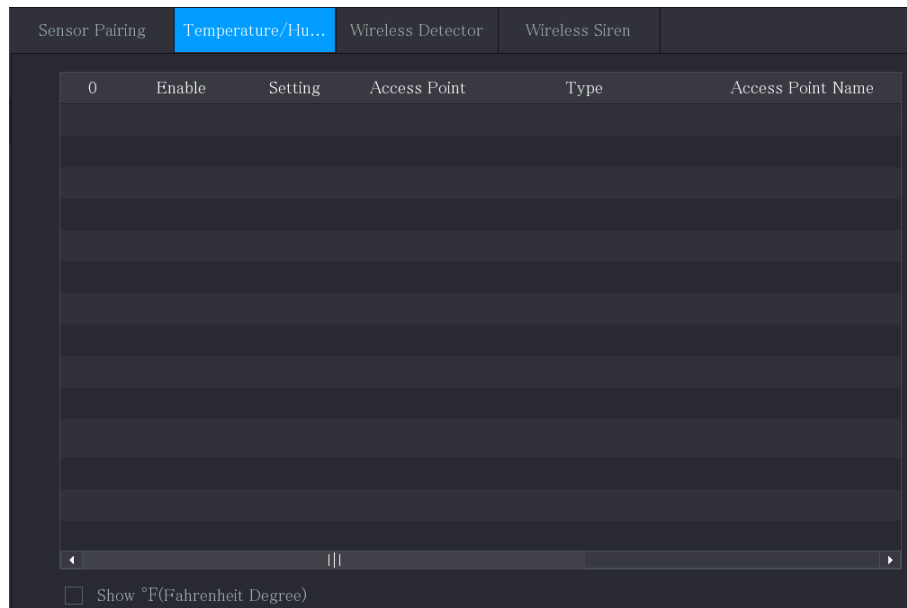 Sensor Pairing Temperature/Hu... Wireless Detector Wireless Siren
0 Enable Setting Access Point Type Access Point Name
Show °F(Fahrenheit Degree)